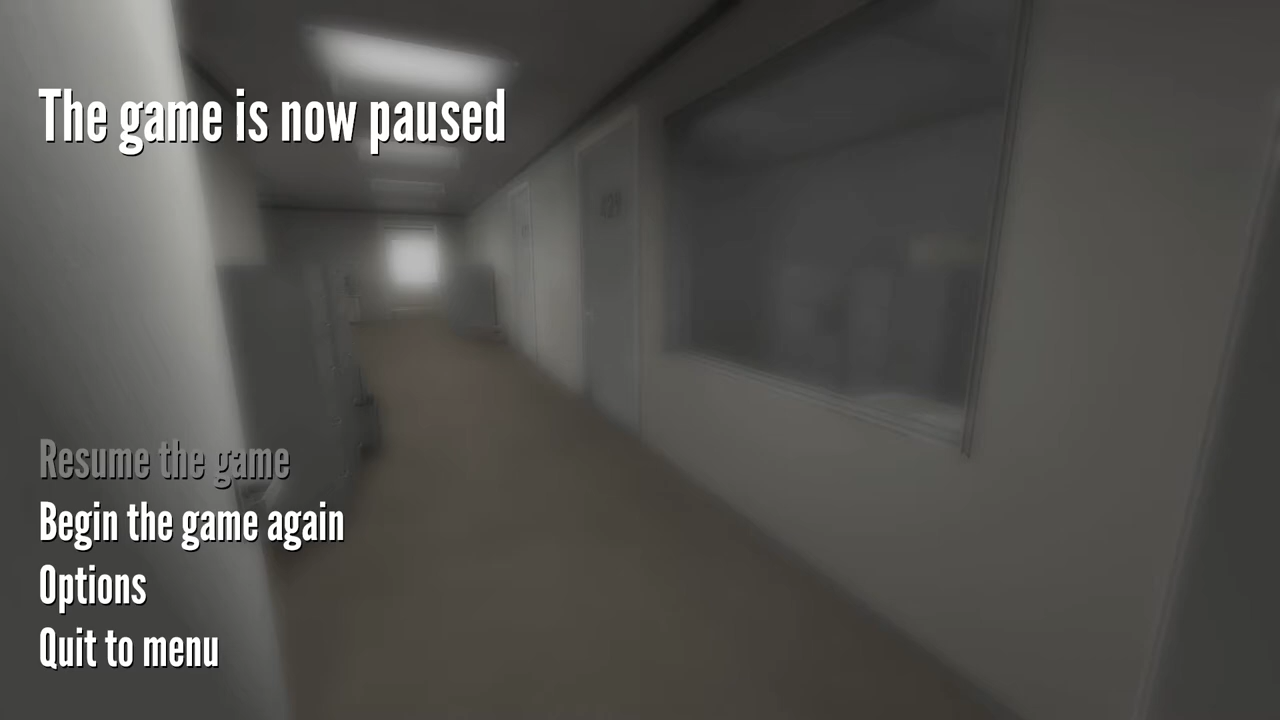 The game is now paused
Resume the game
Begin the game again
Options
Quit to menu